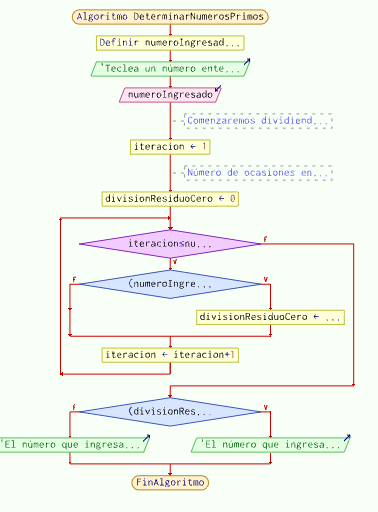 Algoritmo DeterminarNumerosPrimos
Definir numeroIngresad...
'Teclea un número ente...
numeroIngresado
Comenzaremos dividiend...
iteracion ← 1
Número de ocasiones en...
divisionResiduoCero ← 0
iteracion≤nu...
F
V
(numeroIngre...
F
V
divisionResiduoCero ← ...
iteracion ← iteracion+1
(divisionRes...
F
V
'El número que ingresa...
'El número que ingresa...
FinAlgoritmo